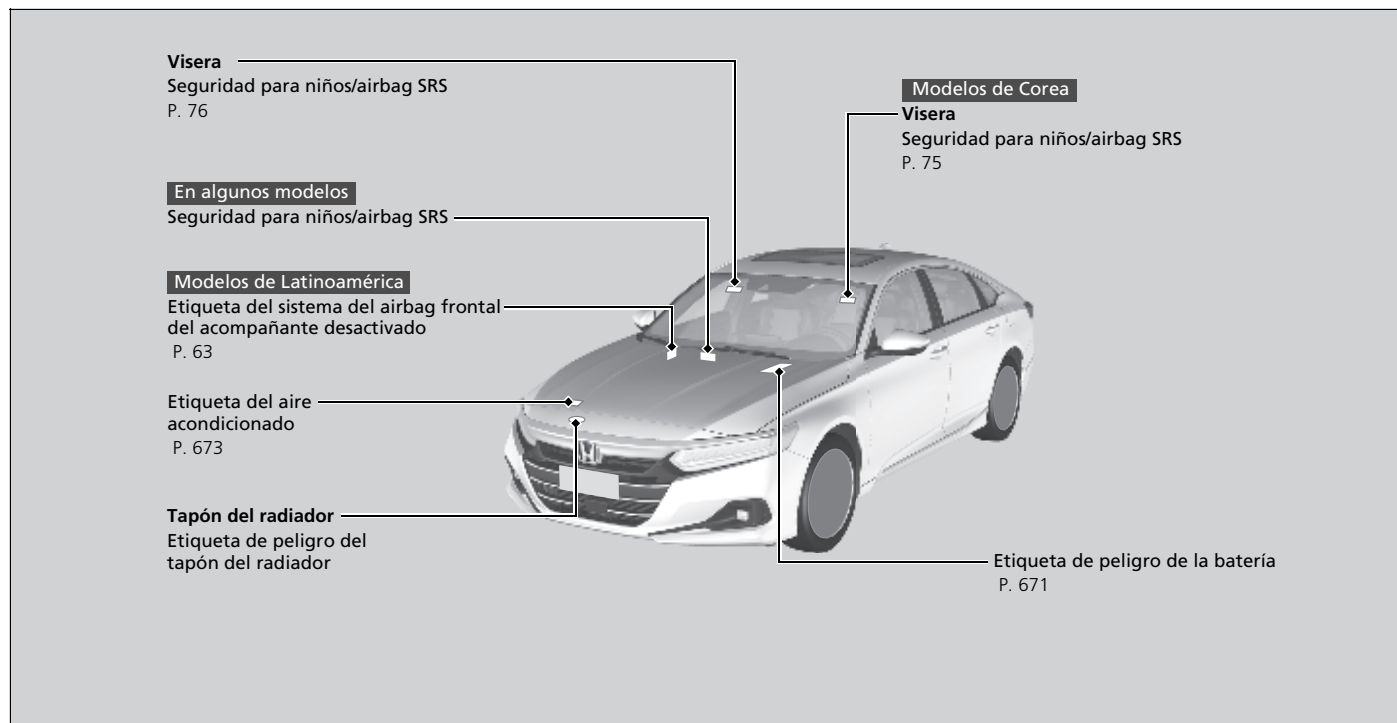 Visera
Seguridad para niños/airbag SRS
P. 76
Modelos de Corea
Visera
Seguridad para niños/airbag SRS
P. 75
En algunos modelos
Seguridad para niños/airbag SRS
Modelos de Latinoamérica
Etiqueta del sistema del airbag frontal
del acompañante desactivado
P. 63
Etiqueta del aire
acondicionado
P. 673
Tapón del radiador
Etiqueta de peligro del
tapón del radiador
Etiqueta de peligro de la batería
P. 671